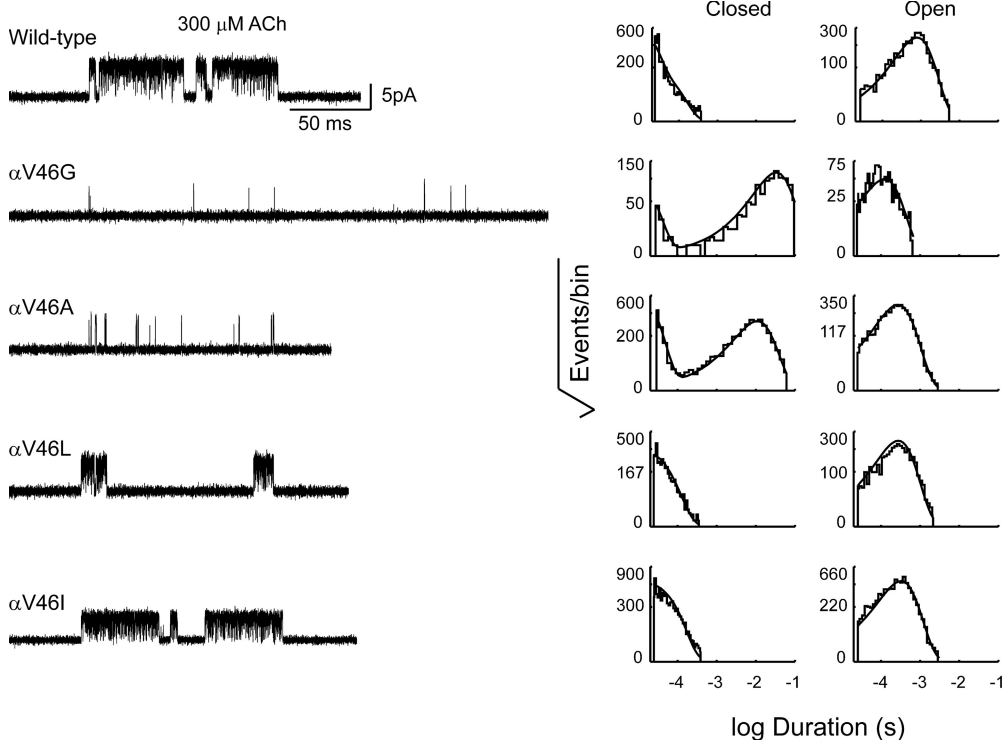 Closed Open
Wild-type 300 µM ACh
5pA
50 ms
600
200
0
300
100
0
αV46G
150
50
0
75
25
0
αV46A
600
200
0
350
117
0
Events/bin
αV46L
500
167
0
300
100
0
αV46I
900
300
0
660
220
0
-4 -3 -2 -1 -4 -3 -2 -1
log Duration (s)